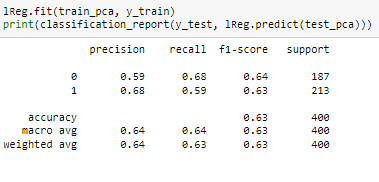 lReg.fit(train_pca, y_train)
print(classification_report(y_test, lReg.predict(test_pca)))
precision recall f1-score support
0 0.59 0.68 0.64 187
1 0.68 0.59 0.63 213
accuracy 0.63 400
macro avg 0.64 0.64 0.63 400
weighted avg 0.64 0.63 0.63 400